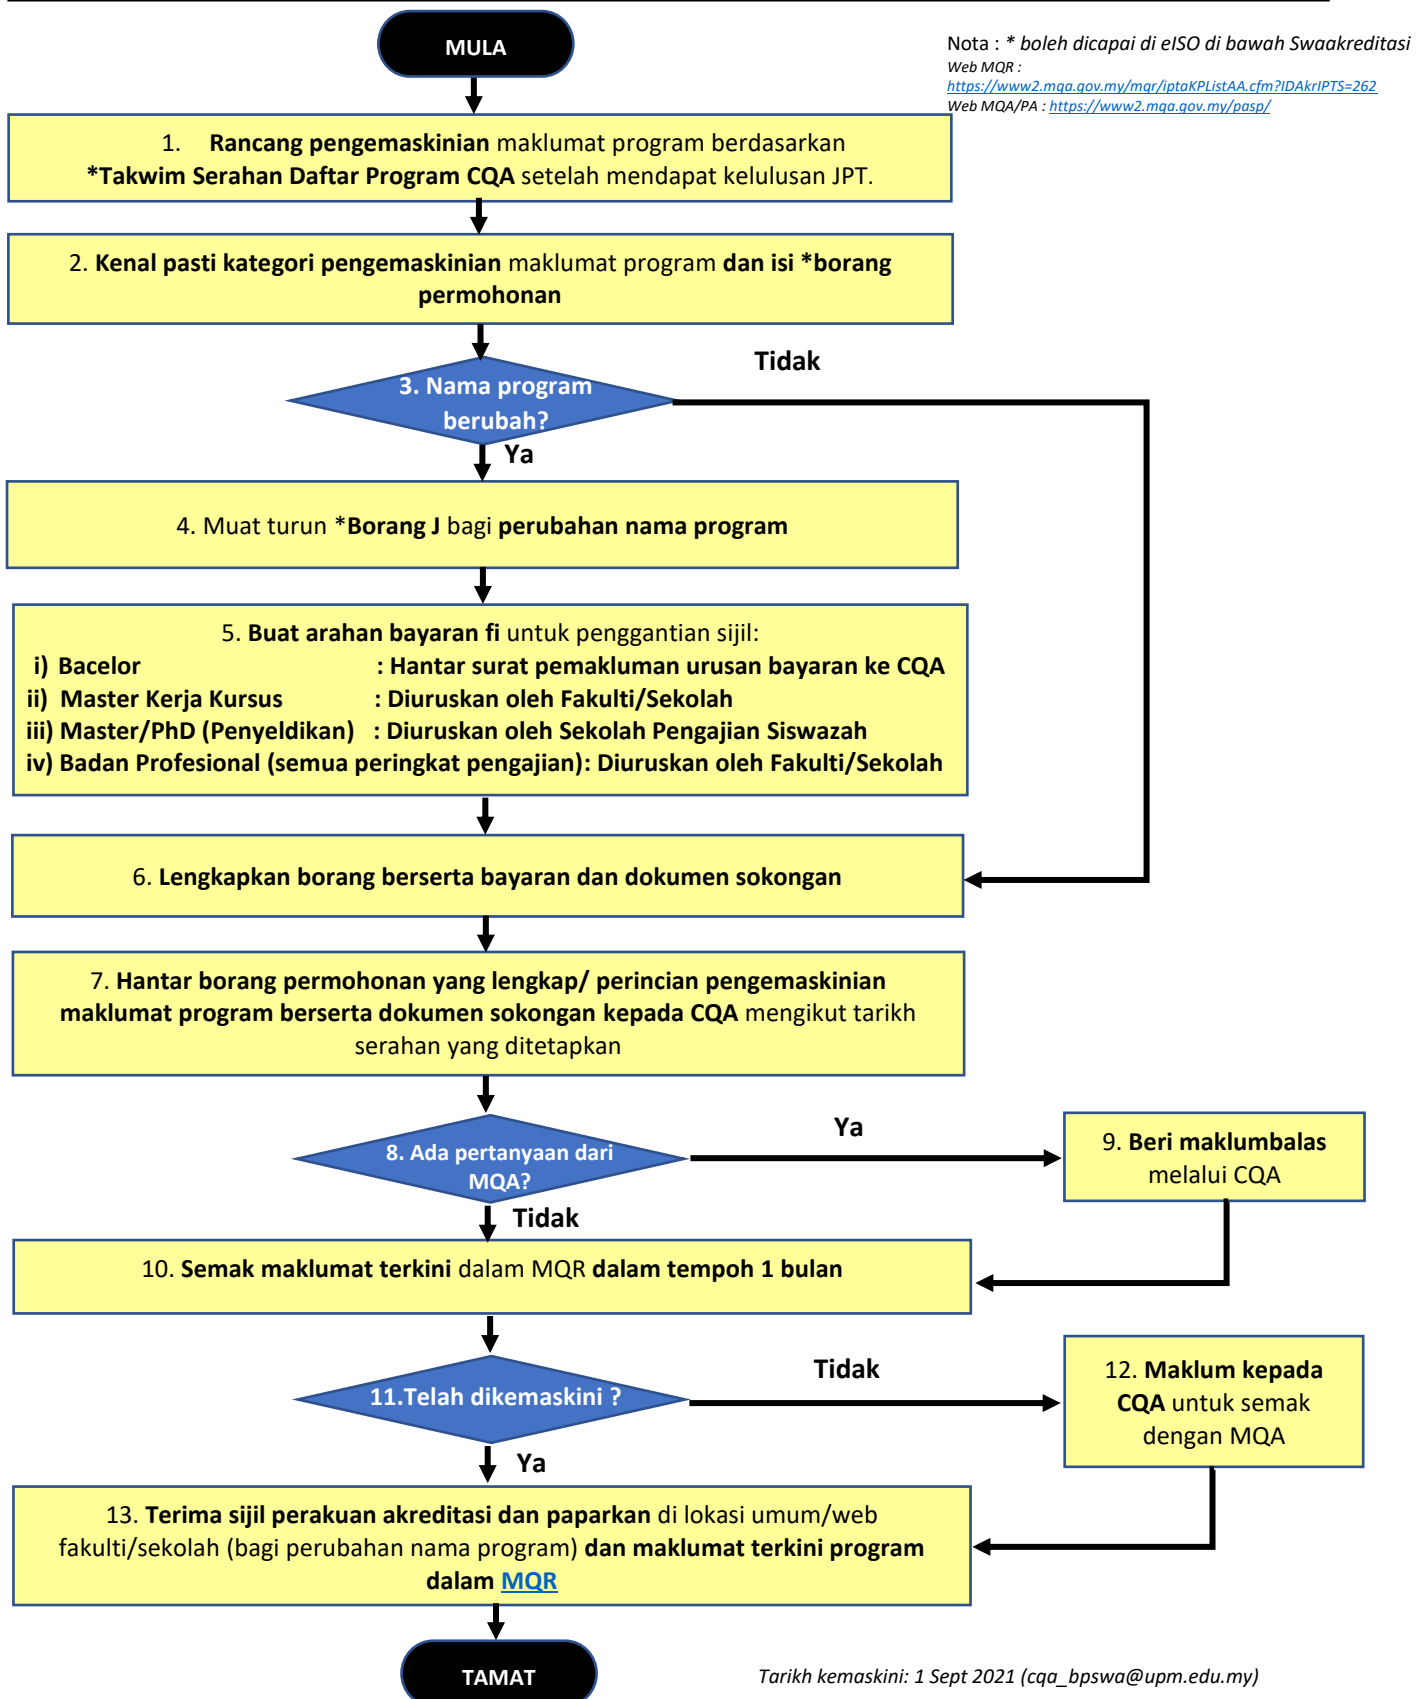 MULA
Nota : * boleh dicapai di eISO di bawah Swaakreditasi
Web MQR :
https://www2.mqa.gov.my/mqr/iptaKPListAA.cfm?IDAkrIPTS=262
Web MQA/PA : https://www2.mqa.gov.my/pasp/
1. Rancang pengemaskinian maklumat program berdasarkan
*Takwim Serahan Daftar Program CQA setelah mendapat kelulusan JPT.
2. Kenal pasti kategori pengemaskinian maklumat program dan isi *borang
permohonan
Tidak
3. Nama program
berubah?
Ya
4. Muat turun *Borang J bagi perubahan nama program
5. Buat arahan bayaran fi untuk penggantian sijil:
i) Bacelor : Hantar surat pemakluman urusan bayaran ke CQA
ii) Master Kerja Kursus : Diuruskan oleh Fakulti/Sekolah
iii) Master/PhD (Penyeldikan) : Diuruskan oleh Sekolah Pengajian Siswazah
iv) Badan Profesional (semua peringkat pengajian): Diuruskan oleh Fakulti/Sekolah
6. Lengkapkan borang berserta bayaran dan dokumen sokongan
7. Hantar borang permohonan yang lengkap/ perincian pengemaskinian
maklumat program berserta dokumen sokongan kepada CQA mengikut tarikh
serahan yang ditetapkan
8. Ada pertanyaan dari
MQA?
Ya
9. Beri maklumbalas
melalui CQA
Tidak
10. Semak maklumat terkini dalam MQR dalam tempoh 1 bulan
11.Telah dikemaskini ?
Tidak
12. Maklum kepada
CQA untuk semak
dengan MQA
Ya
13. Terima sijil perakuan akreditasi dan paparkan di lokasi umum/web
fakulti/sekolah (bagi perubahan nama program) dan maklumat terkini program
dalam MQR
TAMAT
Tarikh kemaskini: 1 Sept 2021 (cqa_bpswa@upm.edu.my)